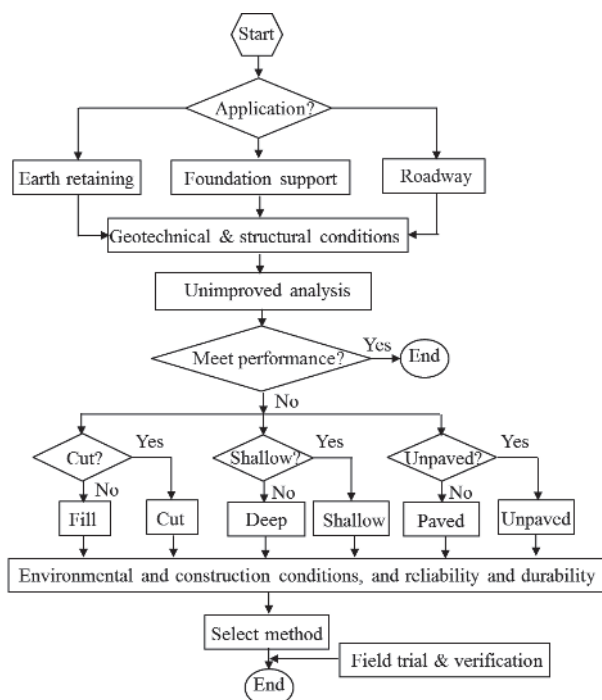 Start
Application?
Earth retaining
Foundation support
Roadway
Geotechnical & structural conditions
Unimproved analysis
Meet performance?
Yes
End
No
Cut?
Yes
Shallow?
Yes
Unpaved?
Yes
No
No
No
Fill
Cut
Deep
Shallow
Paved
Unpaved
Environmental and construction conditions, and reliability and durability
Select method
Field trial & verification
End